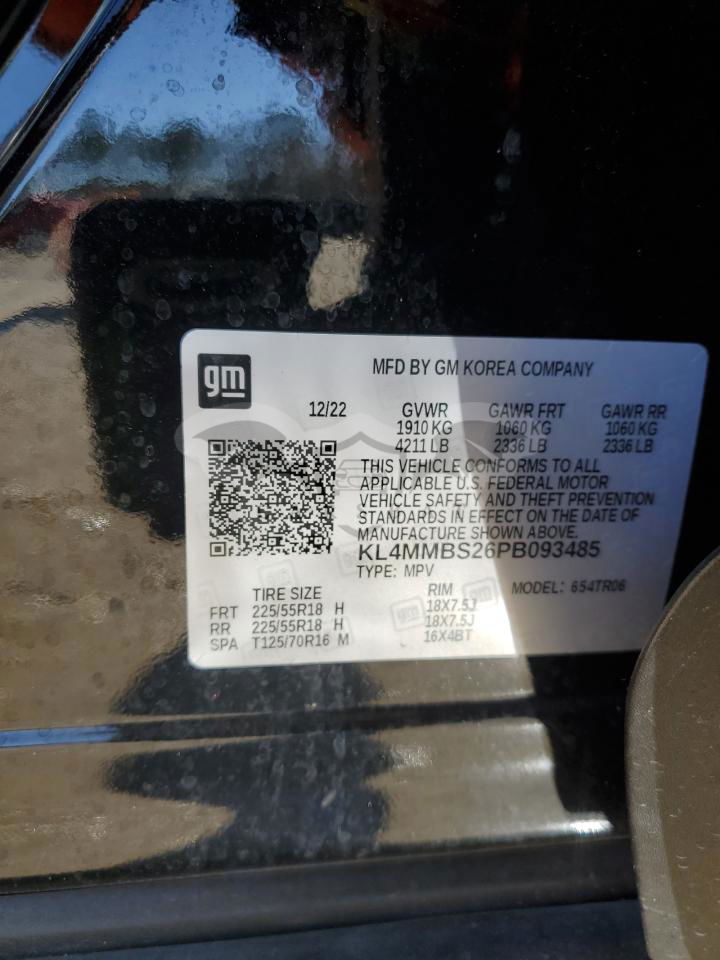 gm
MFD BY GM KOREA COMPANY
12/22 GVWR GAWR FRT GAWR RR
1910 KG 1060 KG 1060 KG
4211 LB 2336 LB 2336 LB
THIS VEHICLE CONFORMS TO ALL
APPLICABLE U.S. FEDERAL MOTOR
VEHICLE SAFETY AND THEFT PREVENTION
STANDARDS IN EFFECT ON THE DATE OF
MANUFACTURE SHOWN ABOVE.
KL4MMBS26PB093485
TYPE: MPV MODEL: 654TR06
TIRE SIZE RIM
FRT 225/55R18 H 18X7.5J
RR 225/55R18 H 18X7.5J
SPA T125/70R16 M 16X4BT